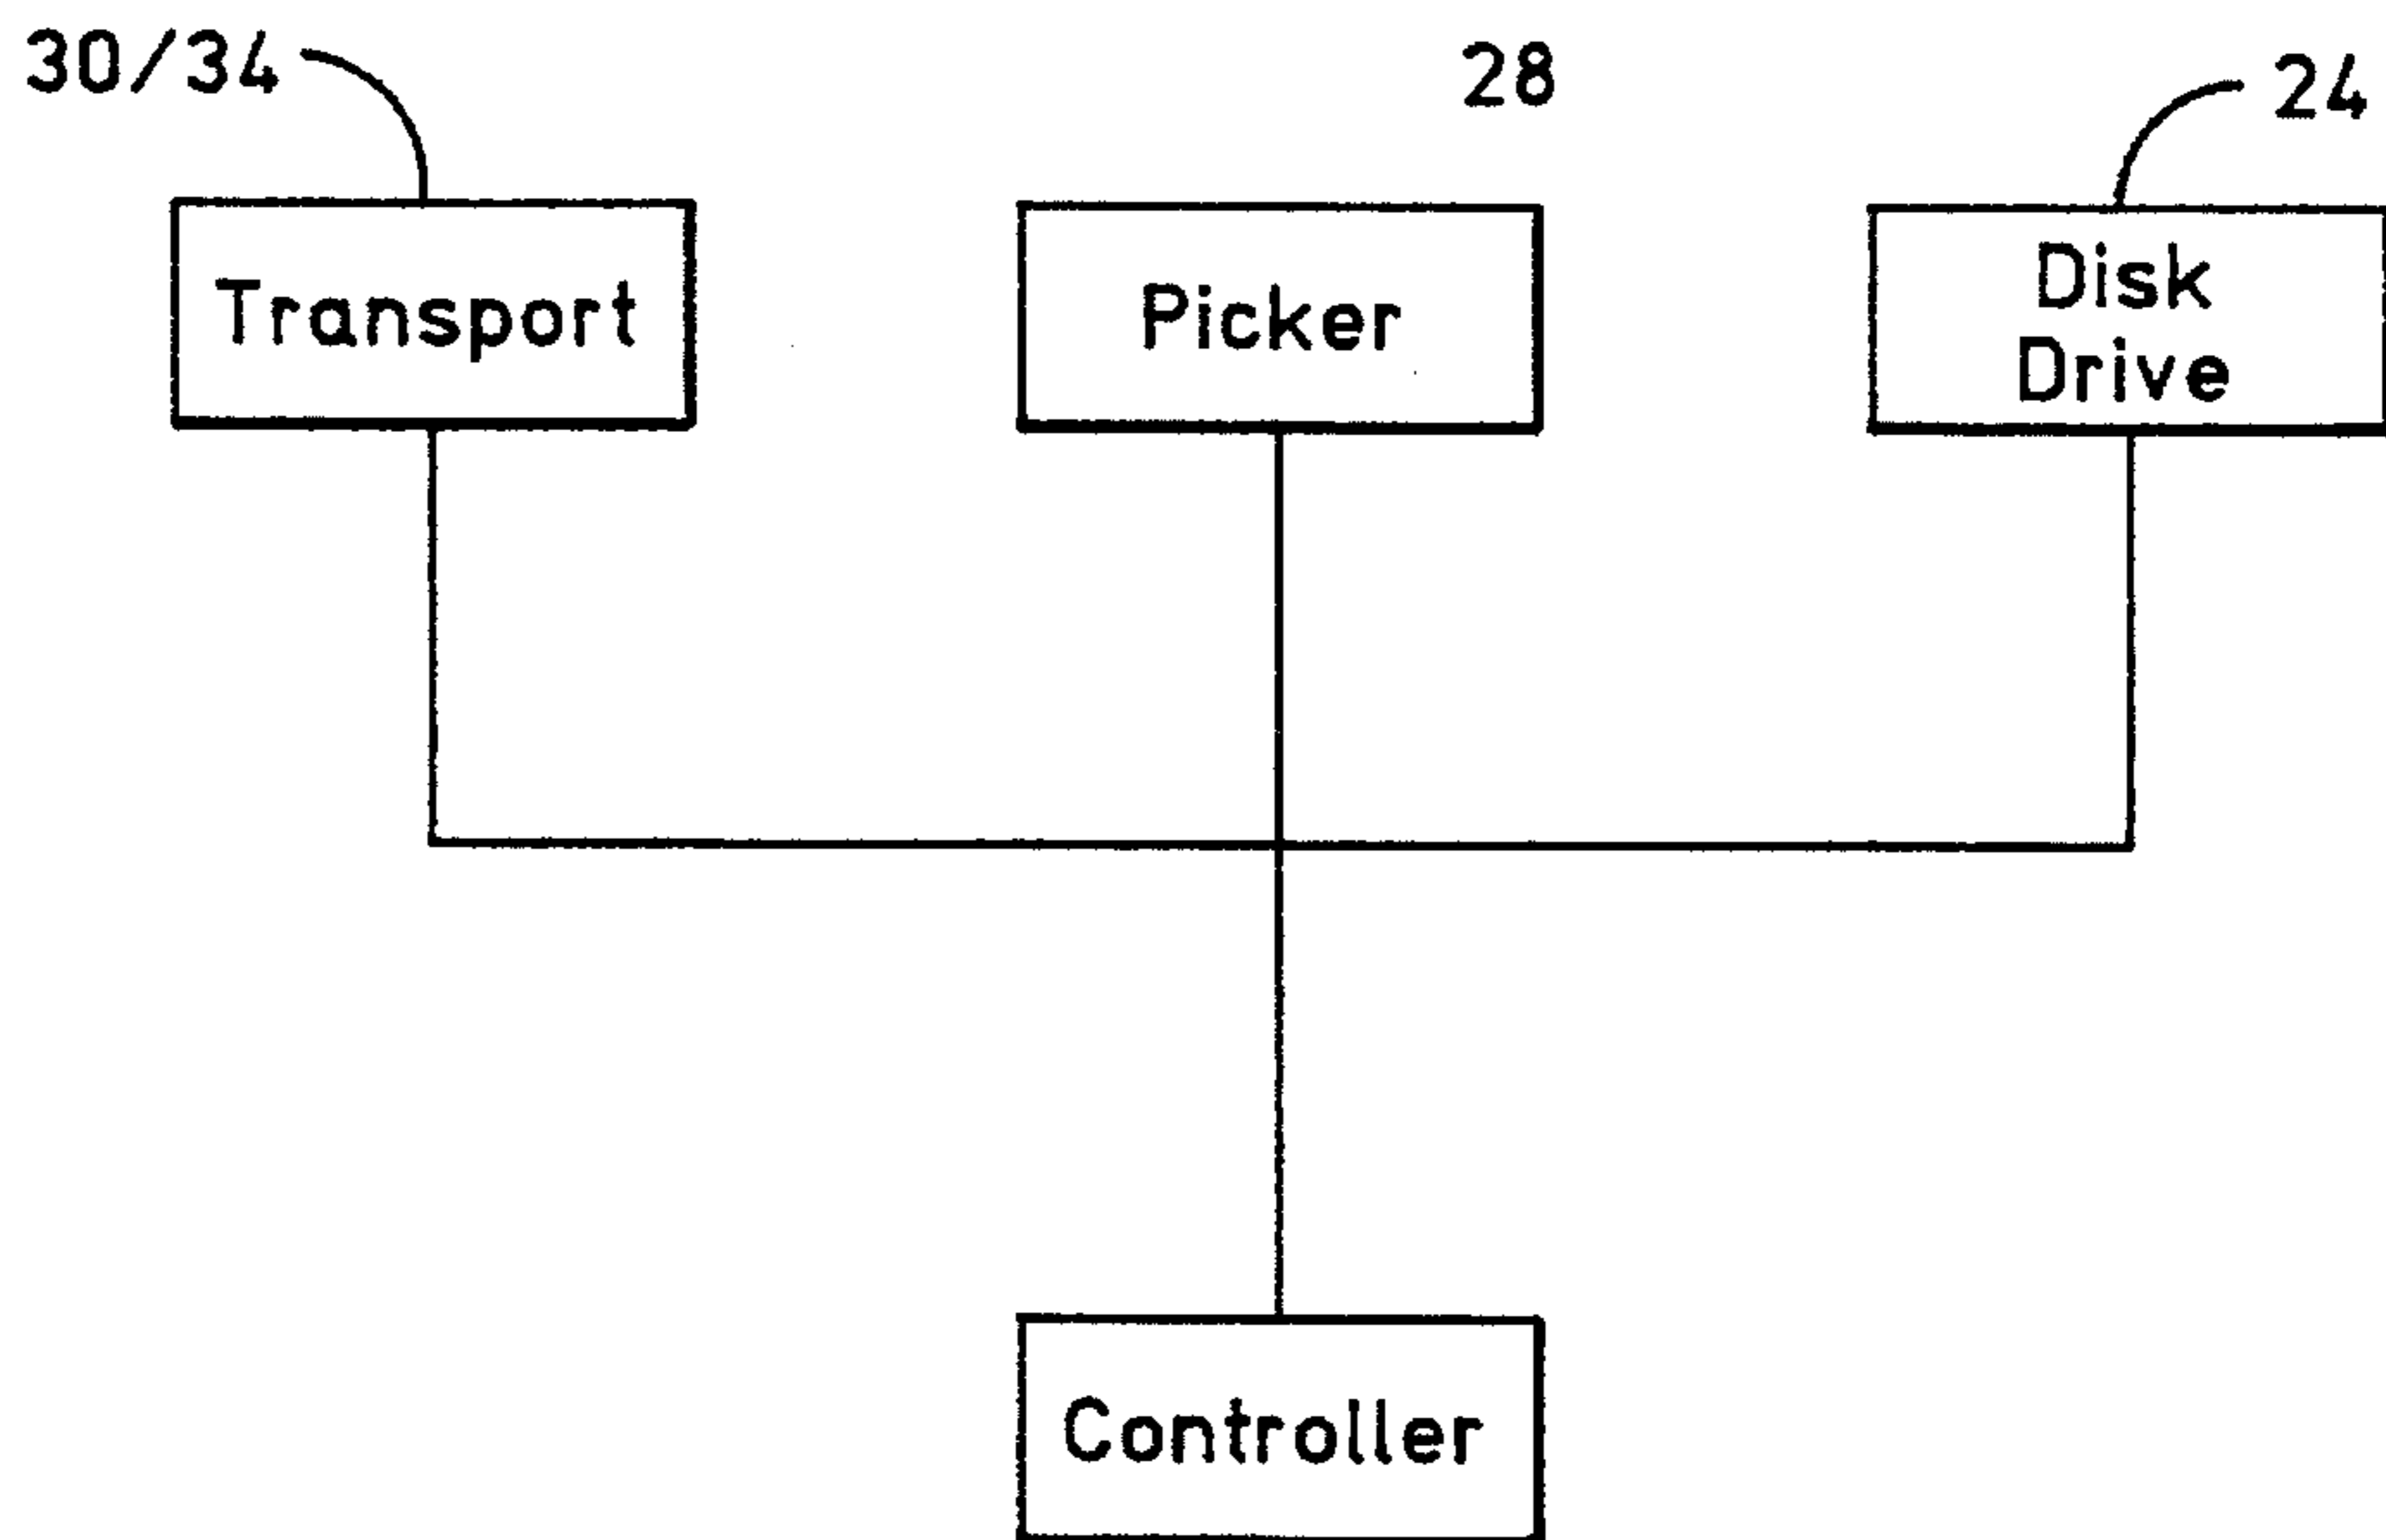 30/34
28
24
Transport
Picker
Disk
Drive
Controller